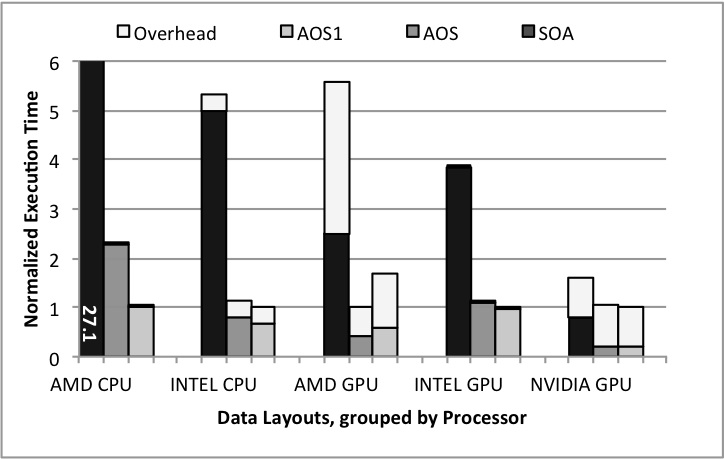 Overhead AOS1 AOS SOA
Normalized Execution Time
6
5
4
3
2
1
0
27.1
AMD CPU INTEL CPU AMD GPU INTEL GPU NVIDIA GPU
Data Layouts, grouped by Processor